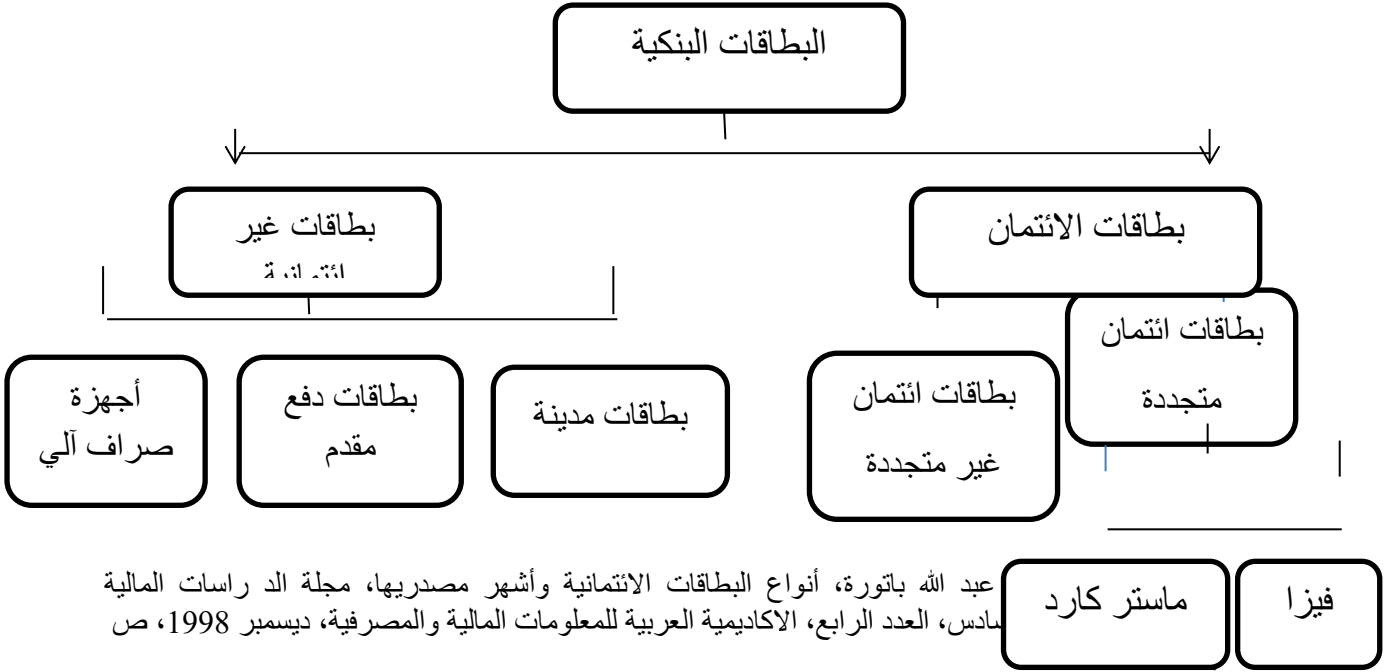 البطاقات البنكية
بطاقات الائتمان
بطاقات غير
ائتمانية
بطاقات ائتمان
متجددة
بطاقات ائتمان
غير متجددة
بطاقات مدينة
بطاقات دفع
مقدم
أجهزة
صراف آلي
فيزا
ماستر كارد
عبد الله باتورة، أنواع البطاقات الائتمانية وأشهر مصدريها، مجلة الد راسات المالية
العدد الرابع، الاكاديمية العربية للمعلومات المالية والمصرفية، ديسمبر 1998، ص